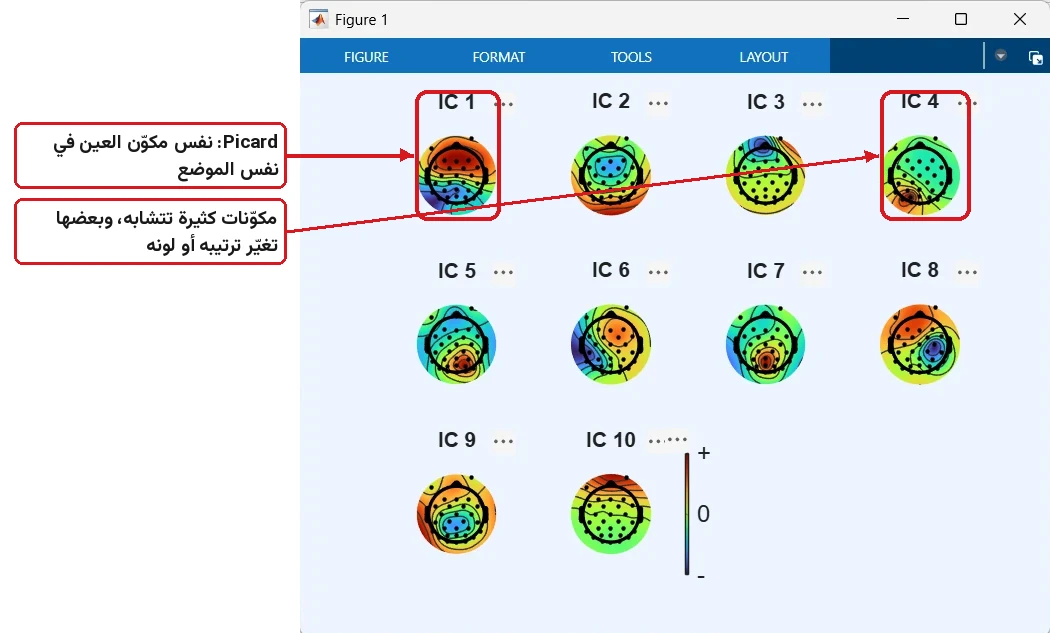 Figure 1
FIGURE FORMAT TOOLS LAYOUT
IC 1 IC 2 IC 3 IC 4
Picard: نفس مكوّن العين في
نفس الموضع
مكوّنات كثيرة تتشابه، وبعضها
تغيّر ترتيبه أو لونه
IC 5 IC 6 IC 7 IC 8
IC 9 IC 10
+
0
-